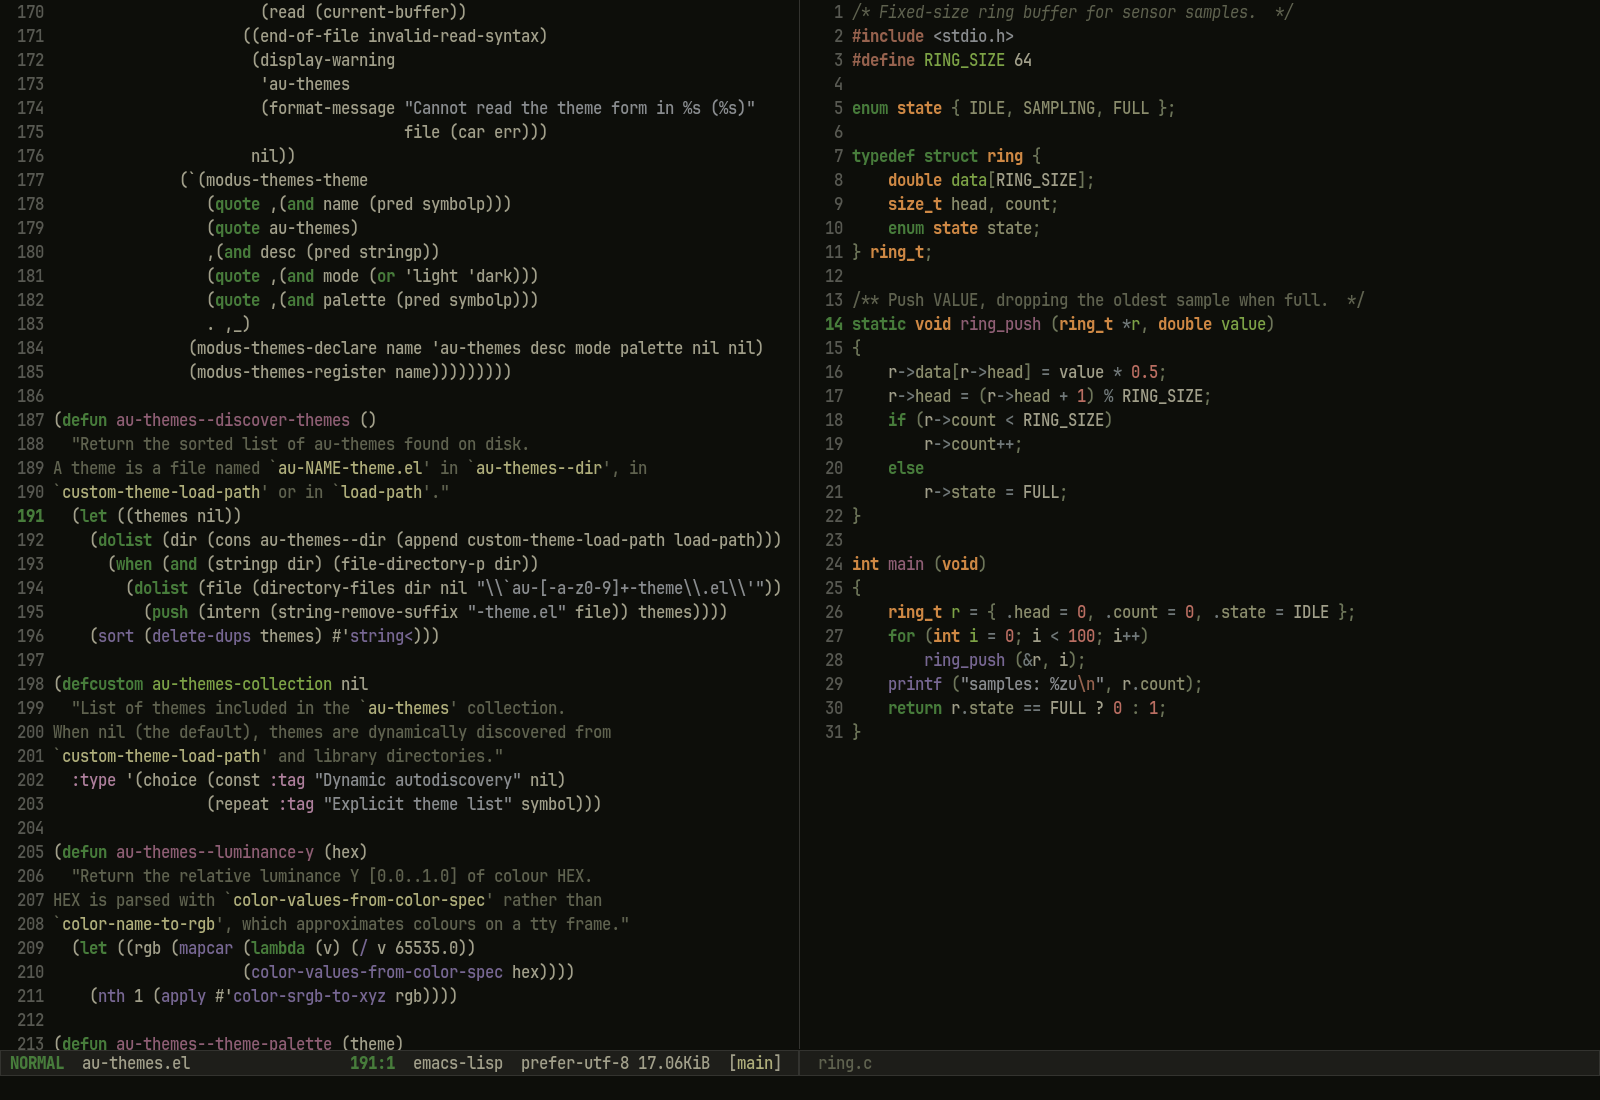 170                        (read (current-buffer))
171                      ((end-of-file invalid-read-syntax)
172                       (display-warning
173                        'au-themes
174                        (format-message "Cannot read the theme form in %s (%s)"
175                                        file (car err)))
176                       nil))
177               (`(modus-themes-theme
178                  (quote ,(and name (pred symbolp)))
179                  (quote au-themes)
180                  ,(and desc (pred stringp))
181                  (quote ,(and mode (or 'light 'dark)))
182                  (quote ,(and palette (pred symbolp)))
183                  . ,_)
184                (modus-themes-declare name 'au-themes desc mode palette nil nil)
185                (modus-themes-register name)))))))))
186
187 (defun au-themes--discover-themes ()
188   "Return the sorted list of au-themes found on disk.
189 A theme is a file named `au-NAME-theme.el' in `au-themes--dir', in
190 `custom-theme-load-path' or in `load-path'."
191   (let ((themes nil))
192     (dolist (dir (cons au-themes--dir (append custom-theme-load-path load-path)))
193       (when (and (stringp dir) (file-directory-p dir))
194         (dolist (file (directory-files dir nil "\\`au-[-a-z0-9]+-theme\\.el\\'"))
195           (push (intern (string-remove-suffix "-theme.el" file)) themes))))
196     (sort (delete-dups themes) #'string<)))
197
198 (defcustom au-themes-collection nil
199   "List of themes included in the `au-themes' collection.
200 When nil (the default), themes are dynamically discovered from
201 `custom-theme-load-path' and library directories."
202   :type '(choice (const :tag "Dynamic autodiscovery" nil)
203                  (repeat :tag "Explicit theme list" symbol)))
204
205 (defun au-themes--luminance-y (hex)
206   "Return the relative luminance Y [0.0..1.0] of colour HEX.
207 HEX is parsed with `color-values-from-color-spec' rather than
208 `color-name-to-rgb', which approximates colours on a tty frame."
209   (let ((rgb (mapcar (lambda (v) (/ v 65535.0))
210                      (color-values-from-color-spec hex))))
211     (nth 1 (apply #'color-srgb-to-xyz rgb))))
212
213 (defun au-themes--theme-palette (theme)
NORMAL  au-themes.el  191:1  emacs-lisp  prefer-utf-8 17.06KiB  [main]
1 /* Fixed-size ring buffer for sensor samples.  */
2 #include <stdio.h>
3 #define RING_SIZE 64
4
5 enum state { IDLE, SAMPLING, FULL };
6
7 typedef struct ring {
8     double data[RING_SIZE];
9     size_t head, count;
10     enum state state;
11 } ring_t;
12
13 /** Push VALUE, dropping the oldest sample when full.  */
14 static void ring_push (ring_t *r, double value)
15 {
16     r->data[r->head] = value * 0.5;
17     r->head = (r->head + 1) % RING_SIZE;
18     if (r->count < RING_SIZE)
19         r->count++;
20     else
21         r->state = FULL;
22 }
23
24 int main (void)
25 {
26     ring_t r = { .head = 0, .count = 0, .state = IDLE };
27     for (int i = 0; i < 100; i++)
28         ring_push (&r, i);
29     printf ("samples: %zu\n", r.count);
30     return r.state == FULL ? 0 : 1;
31 }
ring.c